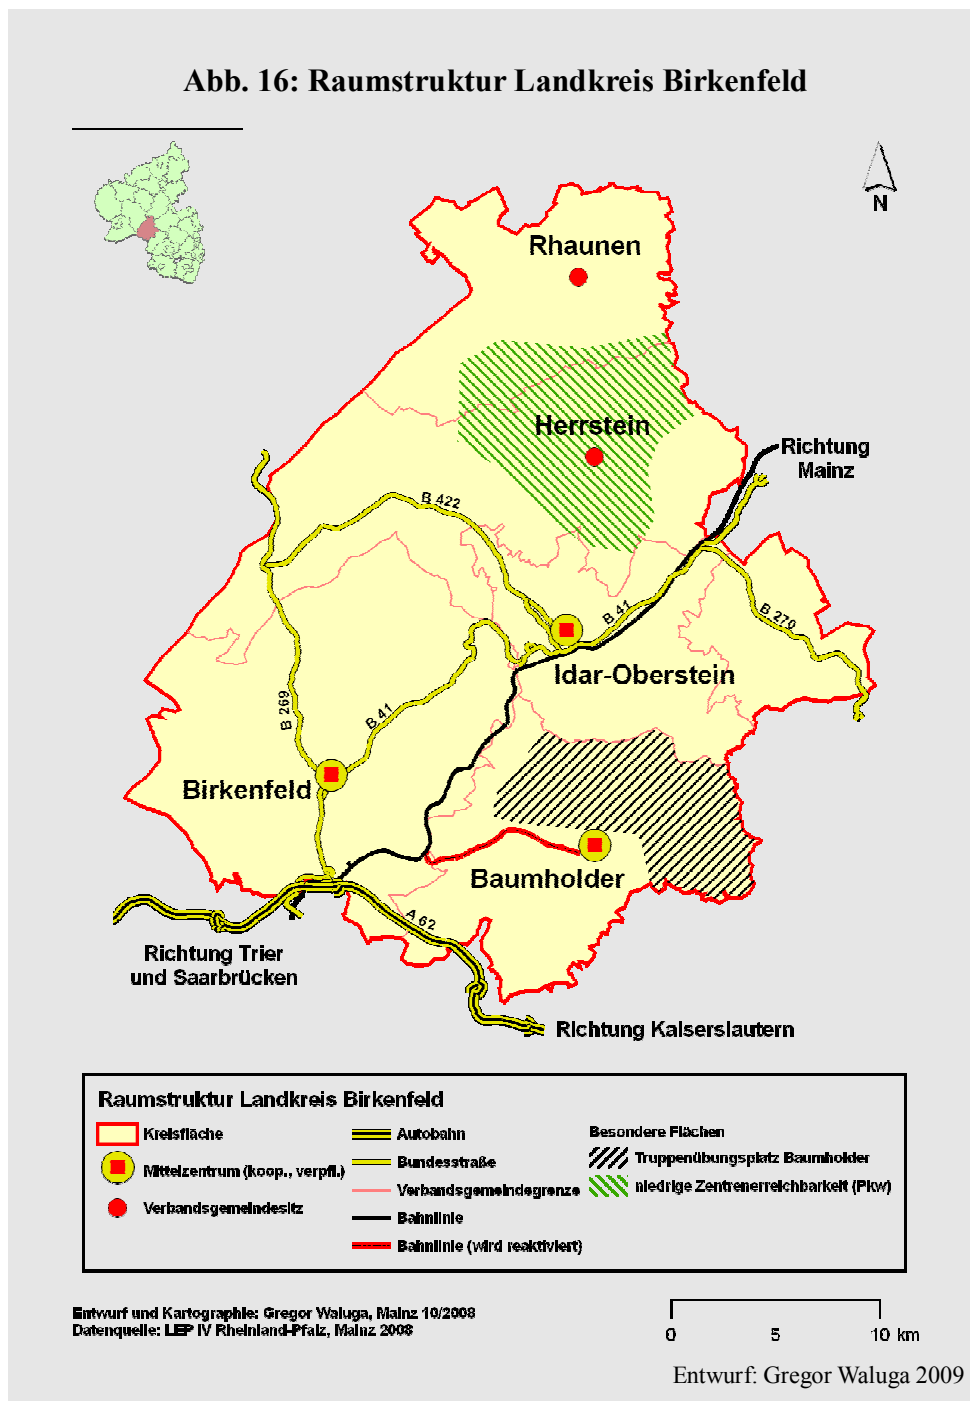 Abb. 16: Raumstruktur Landkreis Birkenfeld
N
Rhaunen
Herrstein
Richtung
Mainz
B 422
B 41
B 270
Idar-Oberstein
B 269
B 41
Birkenfeld
Baumholder
A 62
Richtung Trier
und Saarbrücken
Richtung Kaiserslautern
Raumstruktur Landkreis Birkenfeld
Kreisfläche
Mittelzentrum (koop., verpfl.)
Verbandsgemeindesitz
Autobahn
Bundesstraße
Verbandsgemeindegrenze
Bahnlinie
Bahnlinie (wird reaktiviert)
Besondere Flächen
Truppenübungsplatz Baumholder
niedrige Zentrenerreichbarkeit (Pkw)
Entwurf und Kartographie: Gregor Waluga, Mainz 10/2008
Datenquelle: LEP IV Rheinland-Pfalz, Mainz 2008
0 5 10 km
Entwurf: Gregor Waluga 2009